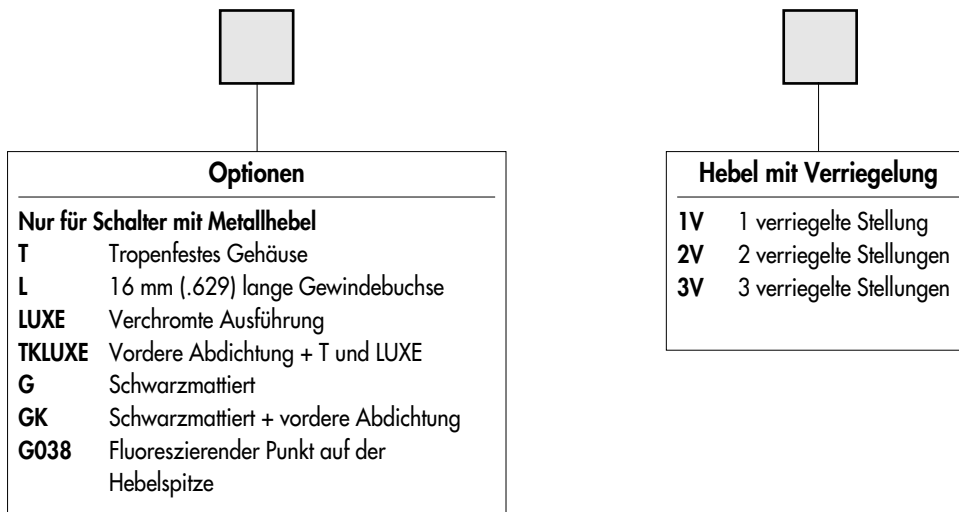 Optionen
Nur für Schalter mit Metallhebel
T Tropenfestes Gehäuse
L 16 mm (.629) lange Gewindebuchse
LUXE Verchromte Ausführung
TKLUXE Vordere Abdichtung + T und LUXE
G Schwarzmattiert
GK Schwarzmattiert + vordere Abdichtung
G038 Fluoreszierender Punkt auf der
Hebelspitze
Hebel mit Verriegelung
1V 1 verriegelte Stellung
2V 2 verriegelte Stellungen
3V 3 verriegelte Stellungen